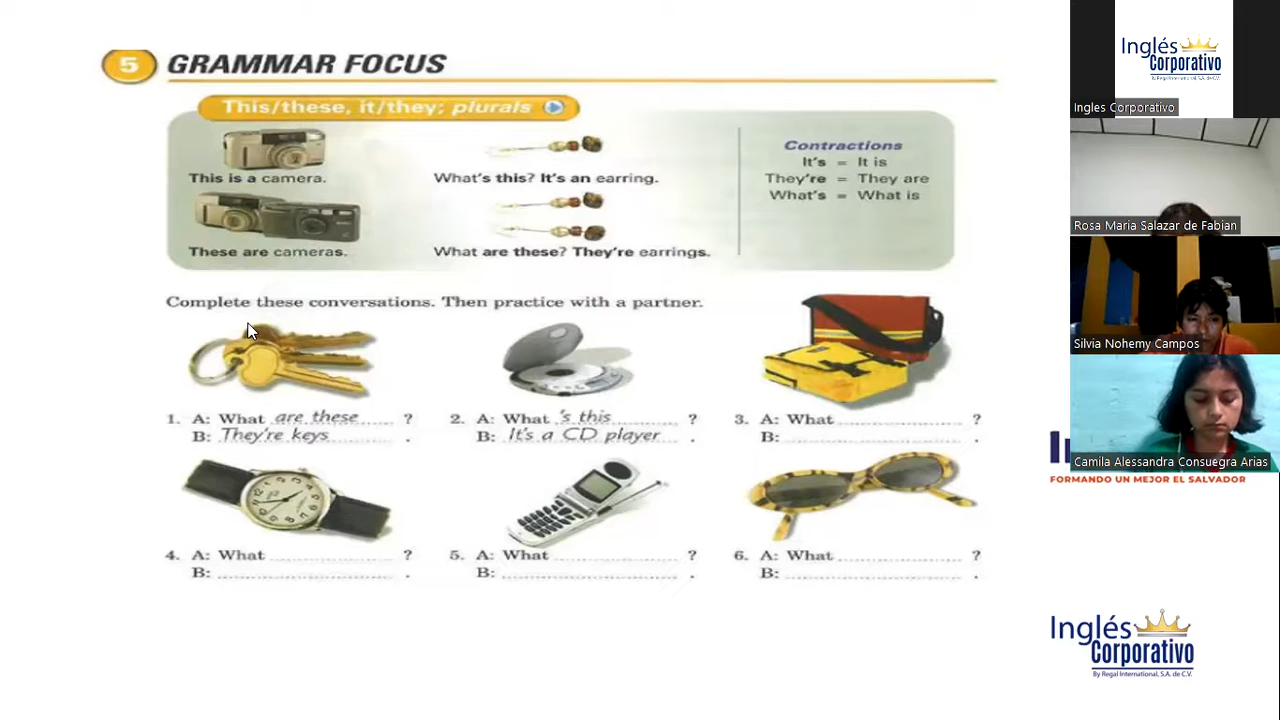 5 GRAMMAR FOCUS
This/these, it/they; plurals
This is a camera.
What's this? It's an earring.
These are cameras.
What are these? They're earrings.
Contractions
It's = It is
They're = They are
What's = What is
Complete these conversations. Then practice with a partner.
1. A: What are these ?
B: They're keys .
2. A: What 's this ?
B: It's a CD player .
3. A: What ?
B: .
4. A: What ?
B: .
5. A: What ?
B: .
6. A: What ?
B: .
Inglés
Corporativo
By Regal International, S.A. de C.V.
Ingles Corporativo
Rosa Maria Salazar de Fabian
Silvia Nohemy Campos
Camila Alessandra Consuegra Arias
FORMANDO UN MEJOR EL SALVADOR
Inglés
Corporativo
By Regal International, S.A. de C.V.